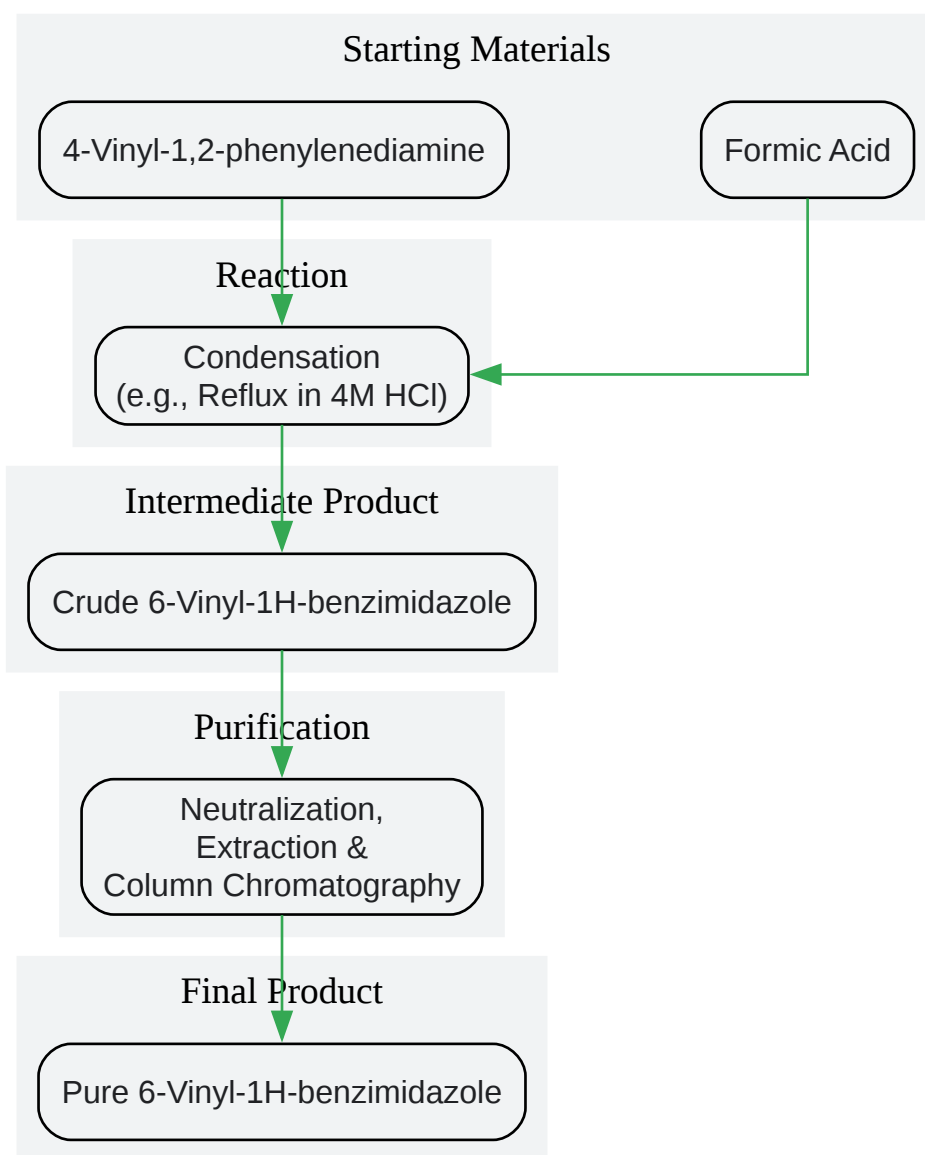 Starting Materials
4-Vinyl-1,2-phenylenediamine
Formic Acid
Reaction
Condensation
(e.g., Reflux in 4M HCl)
Intermediate Product
Crude 6-Vinyl-1H-benzimidazole
Purification
Neutralization,
Extraction &
Column Chromatography
Final Product
Pure 6-Vinyl-1H-benzimidazole